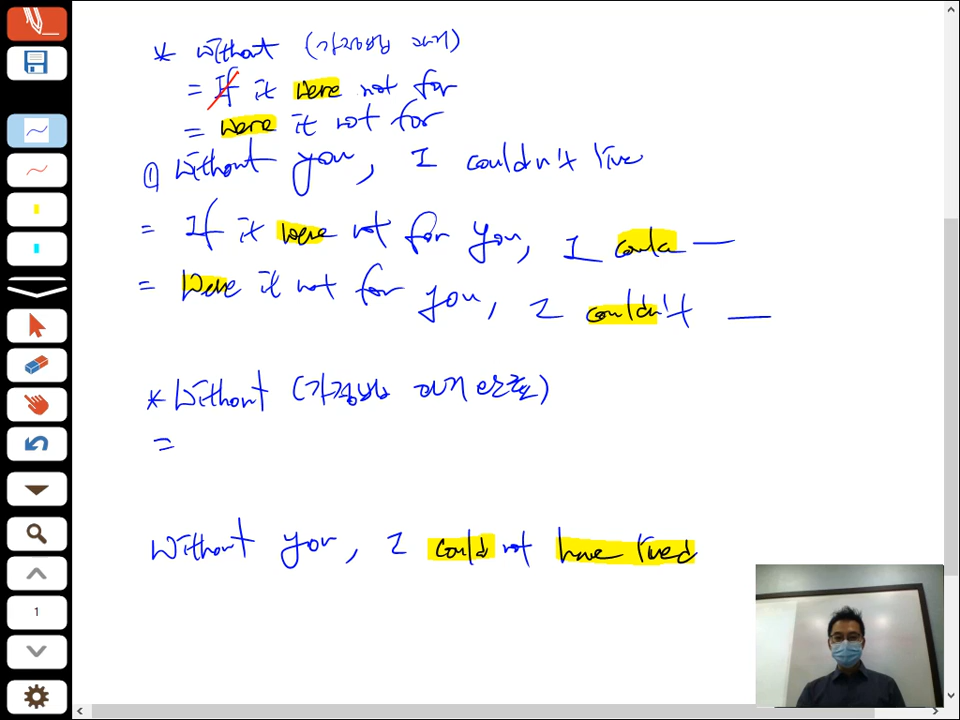 * without (가정법 과거)
= If it were not for
= were it not for
① Without you, I couldn't live
= If it were not for you, I could —
= Were it not for you, I couldn't —
* Without (가정법 과거완료)
=
Without you, I could not have lived
1